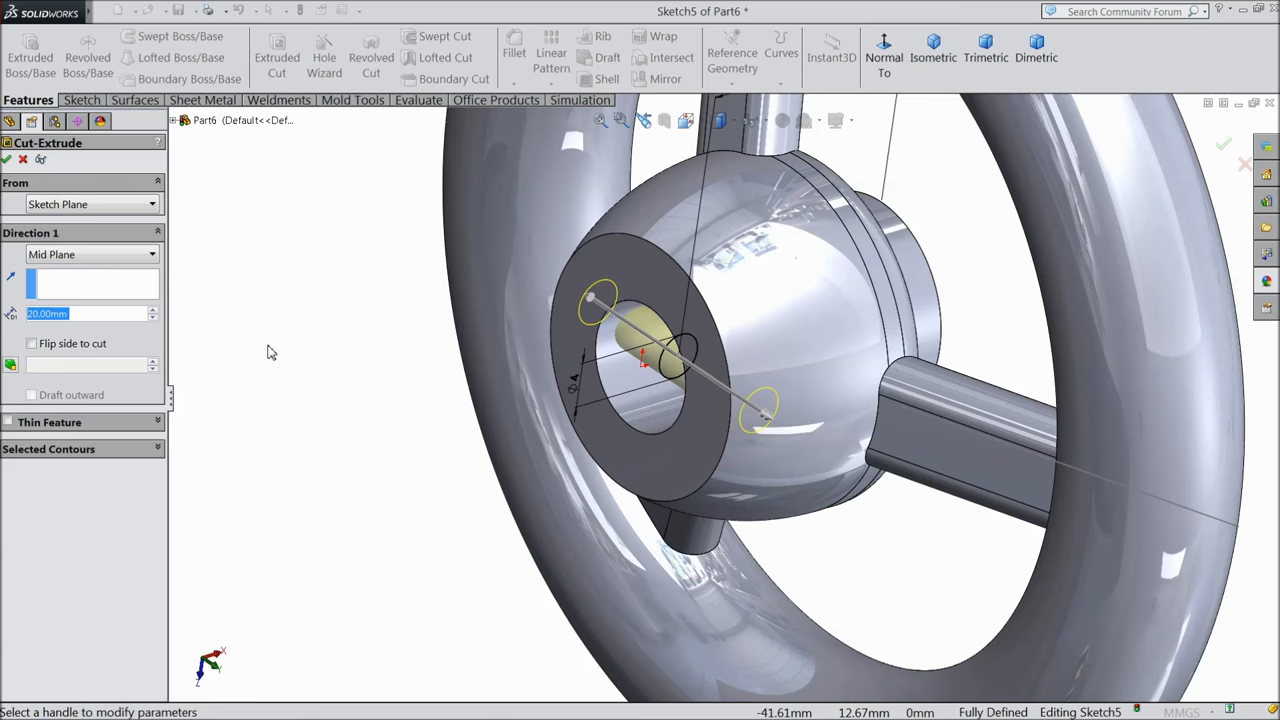 SOLIDWORKS
Sketch5 of Part6 *
Search Community Forum
Extruded Boss/Base
Revolved Boss/Base
Swept Boss/Base
Lofted Boss/Base
Boundary Boss/Base
Extruded Cut
Hole Wizard
Revolved Cut
Swept Cut
Lofted Cut
Boundary Cut
Fillet
Linear Pattern
Rib
Draft
Shell
Wrap
Intersect
Mirror
Reference Geometry
Curves
Instant3D
Normal To
Isometric
Trimetric
Dimetric
Features Sketch Surfaces Sheet Metal Weldments Mold Tools Evaluate Office Products Simulation
Part6 (Default<<Def...
Cut-Extrude ?
From
Sketch Plane
Direction 1
Mid Plane
20.00mm
Flip side to cut
Draft outward
Thin Feature
Selected Contours
Ø 4
X
Y
Z
Select a handle to modify parameters -41.61mm 12.67mm 0mm Fully Defined Editing Sketch5 MMGS